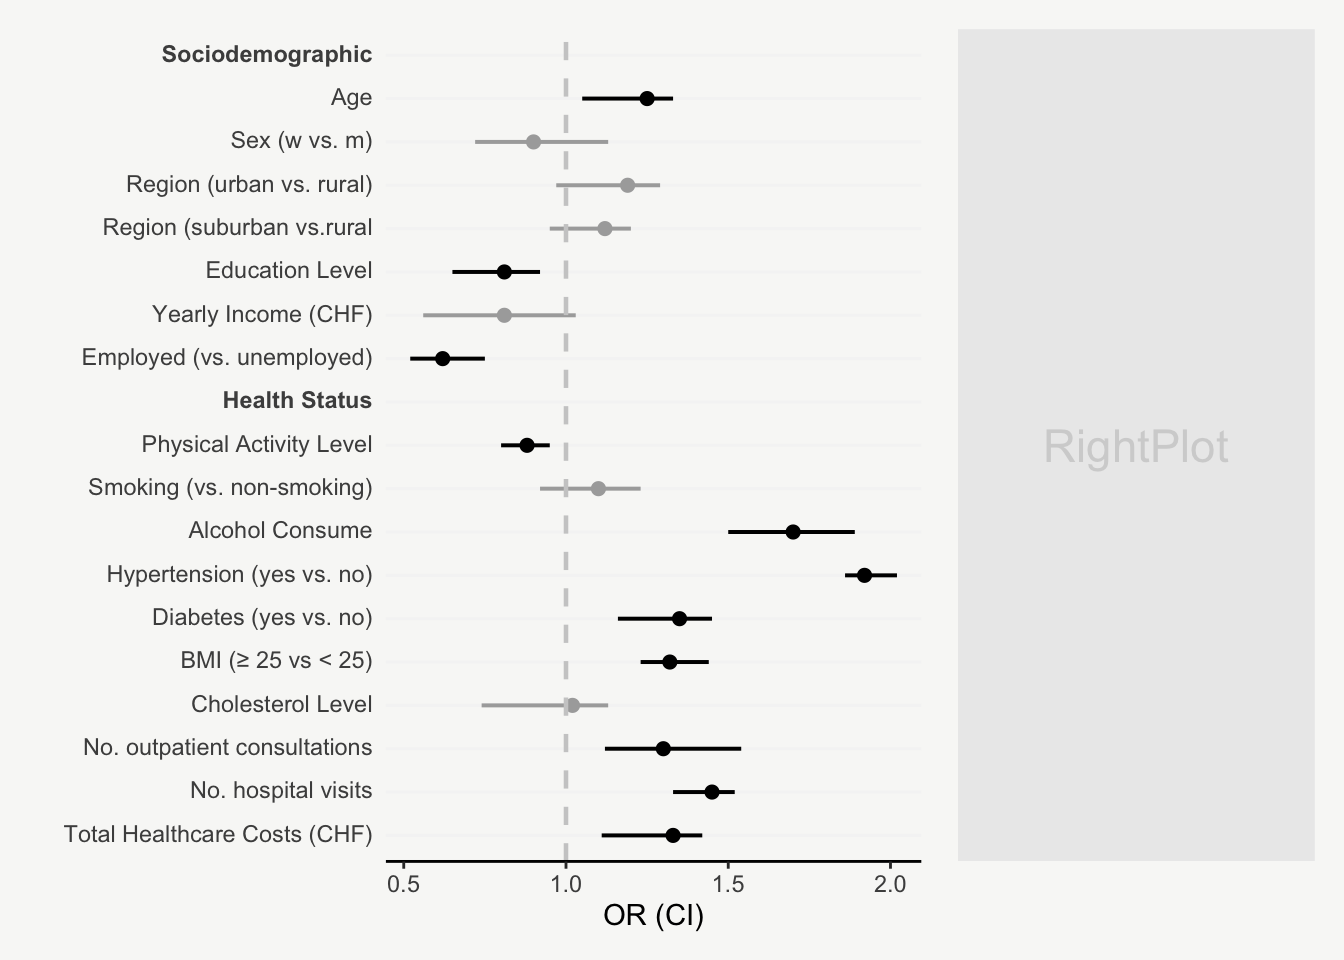 Sociodemographic
Age
Sex (w vs. m)
Region (urban vs. rural)
Region (suburban vs.rural
Education Level
Yearly Income (CHF)
Employed (vs. unemployed)
Health Status
Physical Activity Level
Smoking (vs. non-smoking)
Alcohol Consume
Hypertension (yes vs. no)
Diabetes (yes vs. no)
BMI (≥ 25 vs < 25)
Cholesterol Level
No. outpatient consultations
No. hospital visits
Total Healthcare Costs (CHF)
0.5 1.0 1.5 2.0
OR (CI)
RightPlot